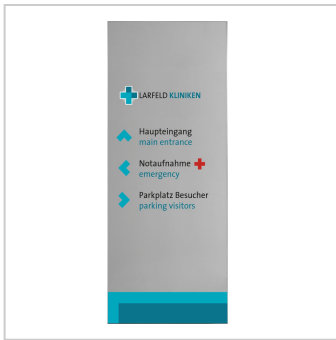 LARFELD KLINIKEN
Haupteingang
main entrance
Notaufnahme
emergency
Parkplatz Besucher
parking visitors